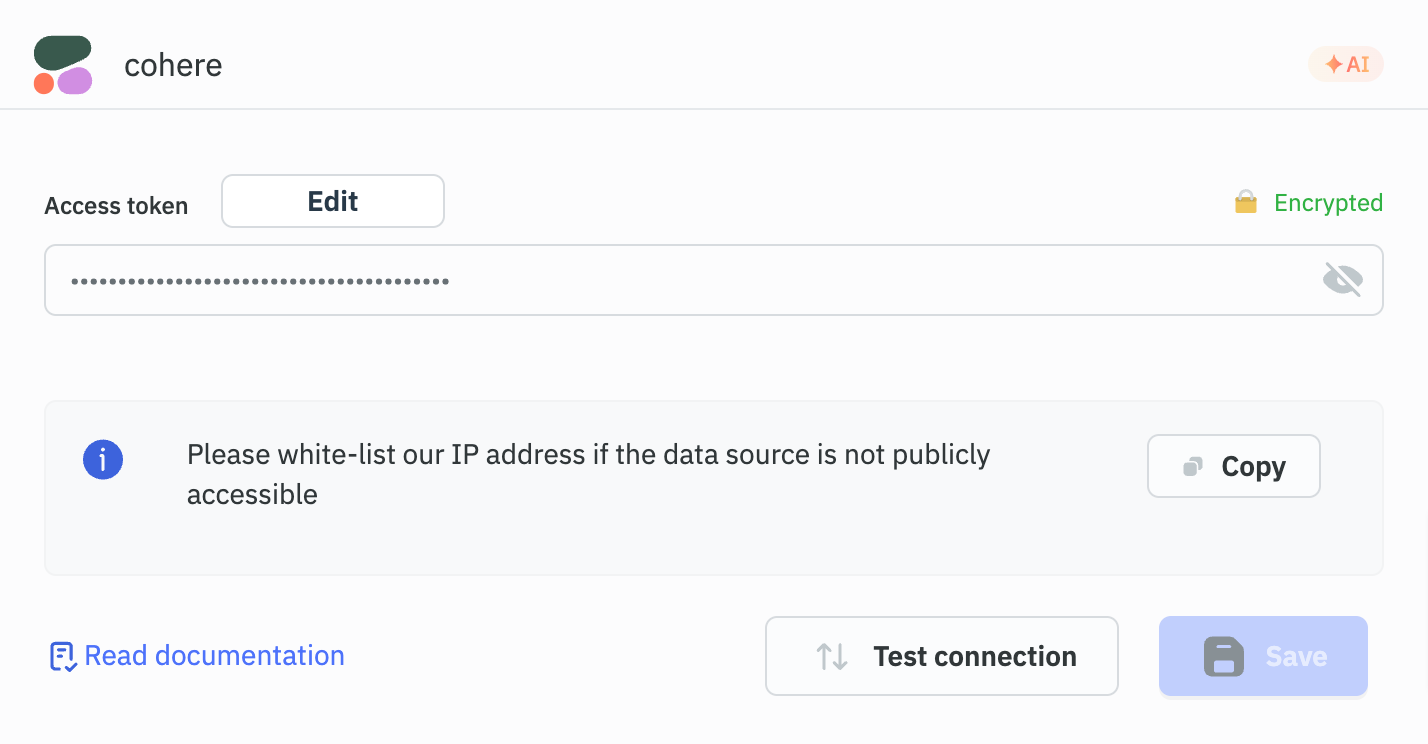 cohere
AI
Access token
Edit
Encrypted
••••••••••••••••••••••••••••••••••••••••
Please white-list our IP address if the data source is not publicly
accessible
Copy
Read documentation
Test connection
Save